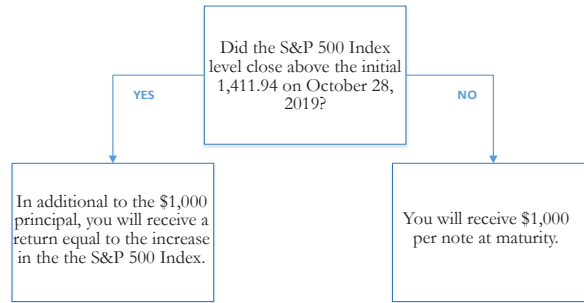 Did the S&P 500 Index
level close above the initial
1,411.94 on October 28,
2019?
YES
NO
In additional to the $1,000
principal, you will receive a
return equal to the increase
in the the S&P 500 Index.
You will receive $1,000
per note at maturity.